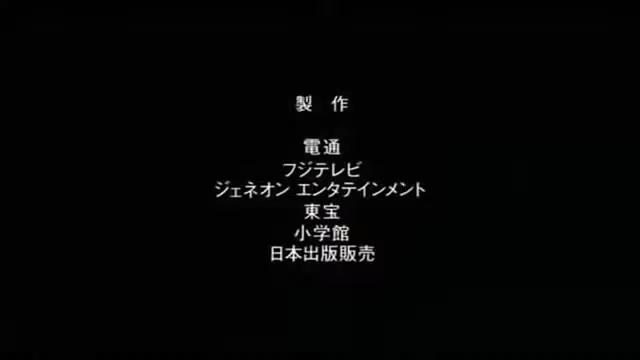 製　作
電通
フジテレビ
ジェネオン エンタテインメント
東宝
小学館
日本出版販売